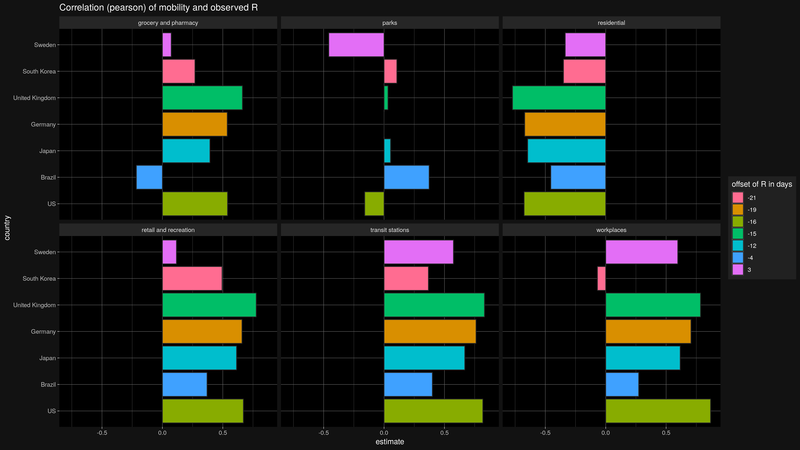 Correlation (pearson) of mobility and observed R
grocery and pharmacy
parks
residential
Sweden
South Korea
United Kingdom
Germany
Japan
Brazil
US
retail and recreation
transit stations
workplaces
Sweden
South Korea
United Kingdom
Germany
Japan
Brazil
US
-0.5 0.0 0.5
-0.5 0.0 0.5
-0.5 0.0 0.5
estimate
country
offset of R in days
-21
-19
-16
-15
-12
-4
3